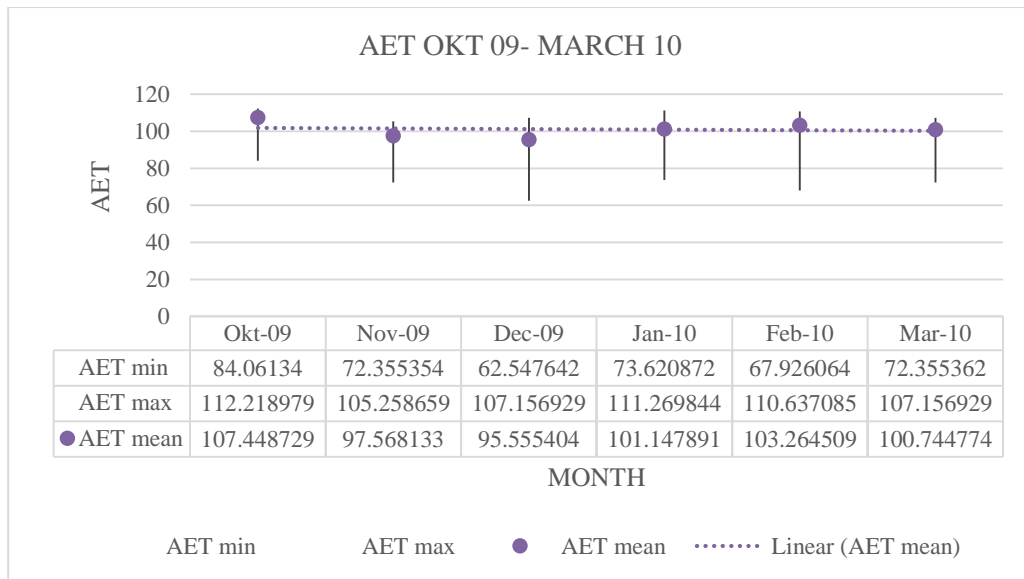 AET OKT 09- MARCH 10
AET
120
100
80
60
40
20
0
Okt-09 Nov-09 Dec-09 Jan-10 Feb-10 Mar-10
AET min 84.06134 72.355354 62.547642 73.620872 67.926064 72.355362
AET max 112.218979 105.258659 107.156929 111.269844 110.637085 107.156929
AET mean 107.448729 97.568133 95.555404 101.147891 103.264509 100.744774
MONTH
AET min AET max AET mean Linear (AET mean)